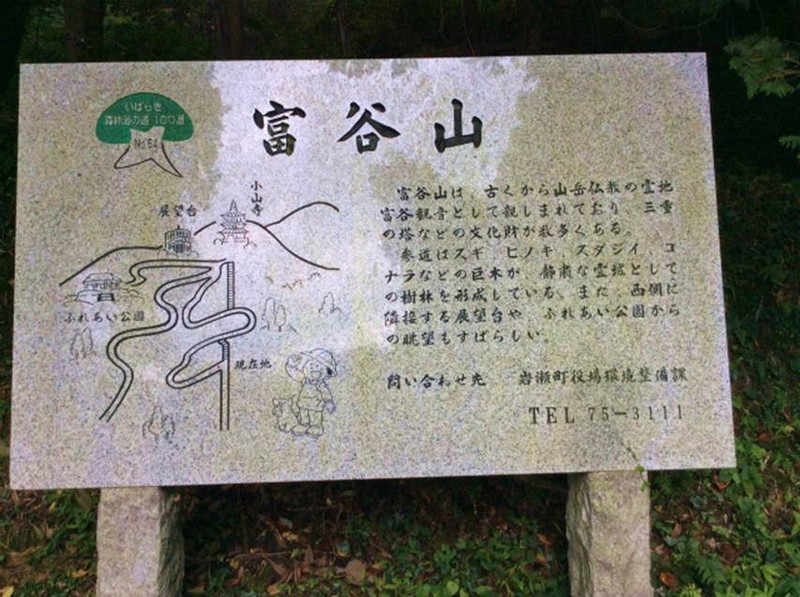 いばらき
森林浴の道 100選
No.64
富谷山
小山寺
展望台
ふれあい公園
現在地
富谷山は、古くから山岳仏教の霊地
富谷観音として親しまれており、三重
の塔などの文化財が数多くある。
参道はスギ、ヒノキ、スダジイ、コ
ナラなどの巨木が、静粛な霊域として
の樹林を形成している。また、西側に
隣接する展望台や、ふれあい公園から
の眺望もすばらしい。
問い合わせ先 岩瀬町役場環境整備課
TEL 75-3111